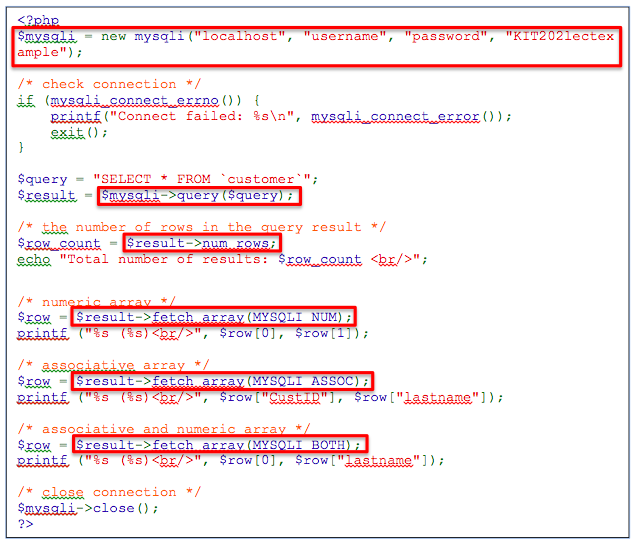 <?php
$mysqli = new mysqli("localhost", "username", "password", "KIT202lectex
ample");
/* check connection */
if (mysqli_connect_errno()) {
    printf("Connect failed: %s\n", mysqli_connect_error());
    exit();
}
$query = "SELECT * FROM `customer`";
$result = $mysqli->query($query);
/* the number of rows in the query result */
$row_count = $result->num_rows;
echo "Total number of results: $row_count <br/>";
/* numeric array */
$row = $result->fetch_array(MYSQLI_NUM);
printf ("%s (%s)<br/>", $row[0], $row[1]);
/* associative array */
$row = $result->fetch_array(MYSQLI_ASSOC);
printf ("%s (%s)<br/>", $row["CustID"], $row["lastname"]);
/* associative and numeric array */
$row = $result->fetch_array(MYSQLI_BOTH);
printf ("%s (%s)<br/>", $row[0], $row["lastname"]);
/* close connection */
$mysqli->close();
?>